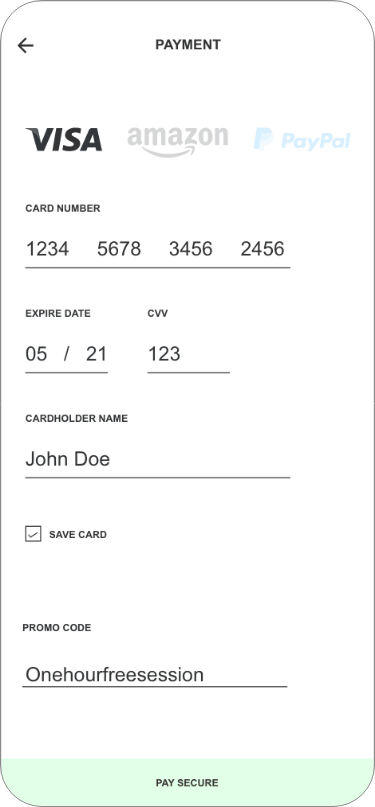 PAYMENT
VISA amazon PayPal
CARD NUMBER
1234 5678 3456 2456
EXPIRE DATE CVV
05 / 21 123
CARDHOLDER NAME
John Doe
SAVE CARD
PROMO CODE
Onehourfreesession
PAY SECURE